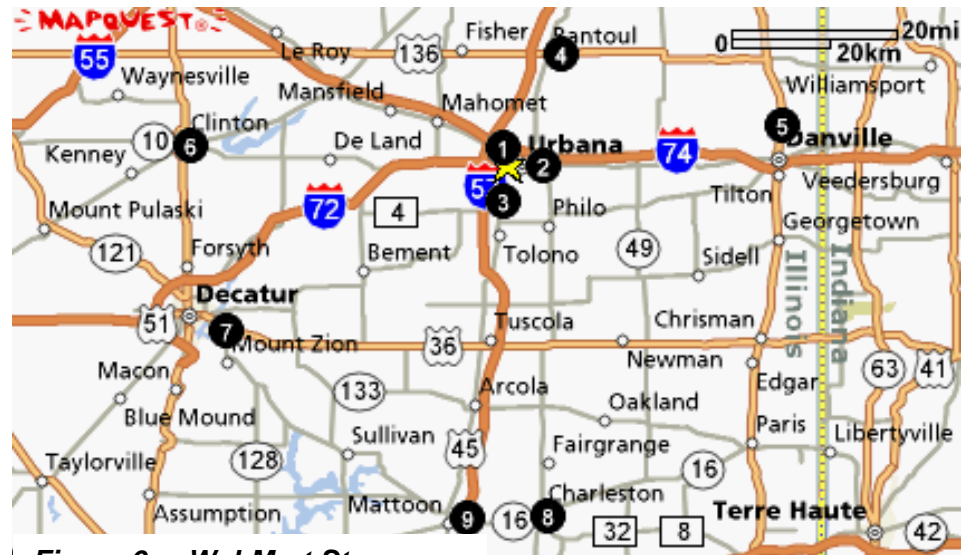 MAPQUEST
20mi
0
20km
55
136
Fisher
Rantoul
4
Le Roy
Waynesville
Mansfield
Mahomet
Williamsport
10
Clinton
6
De Land
1
Urbana
2
74
5
Danville
Kenney
57
3
Tilton
Veedersburg
Mount Pulaski
72
4
Philo
Georgetown
121
Forsyth
Bement
Tolono
49
Sidell
Illinois
Indiana
Decatur
51
7
Mount Zion
Tuscola
36
Chrisman
Newman
63
41
Macon
133
Arcola
Edgar
Blue Mound
Oakland
Sullivan
45
Fairgrange
Paris
Libertyville
Taylorville
128
16
Assumption
Mattoon
9
16
8
Charleston
32
8
Terre Haute
42